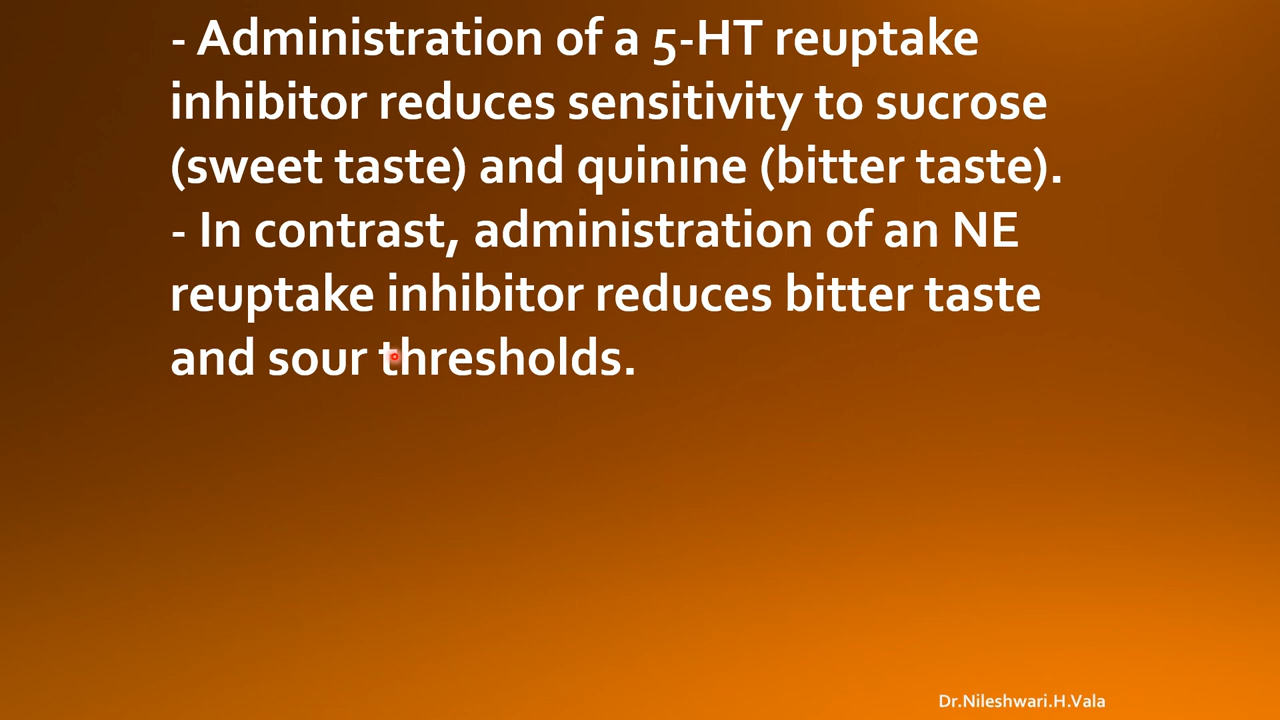 - Administration of a 5-HT reuptake
inhibitor reduces sensitivity to sucrose
(sweet taste) and quinine (bitter taste).
- In contrast, administration of an NE
reuptake inhibitor reduces bitter taste
and sour thresholds.
Dr.Nileshwari.H.Vala